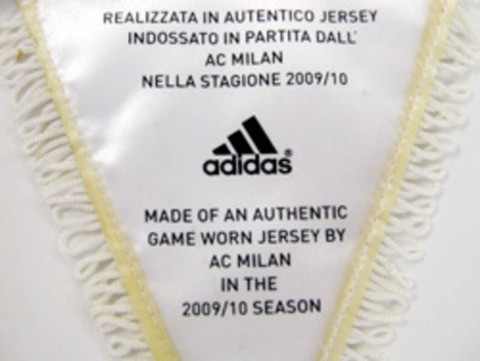 REALIZZATA IN AUTENTICO JERSEY
INDOSSATO IN PARTITA DALL'
AC MILAN
NELLA STAGIONE 2009/10
adidas®
MADE OF AN AUTHENTIC
GAME WORN JERSEY BY
AC MILAN
IN THE
2009/10 SEASON